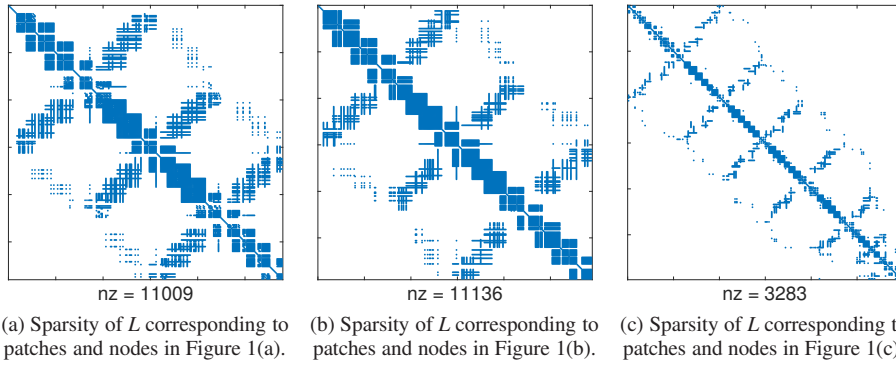 nz = 11009
nz = 11136
nz = 3283
(a) Sparsity of L corresponding to
patches and nodes in Figure 1(a).
(b) Sparsity of L corresponding to
patches and nodes in Figure 1(b).
(c) Sparsity of L corresponding t
patches and nodes in Figure 1(c)